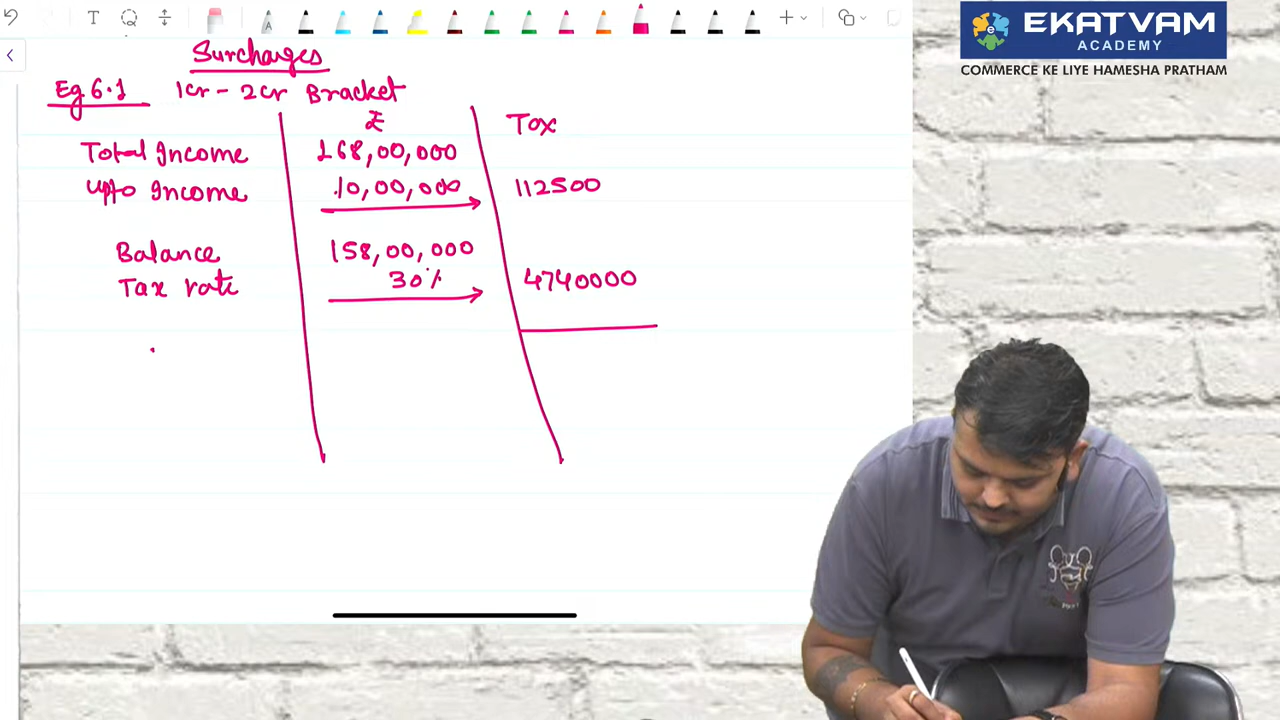 EKATVAM
ACADEMY
COMMERCE KE LIYE HAMESHA PRATHAM
Surcharges
Eg 6.1 1cr - 2cr Bracket
₹ Tax
Total Income 168,00,000
upto Income 10,00,000 112500
Balance 158,00,000
Tax rate 30% 4740000